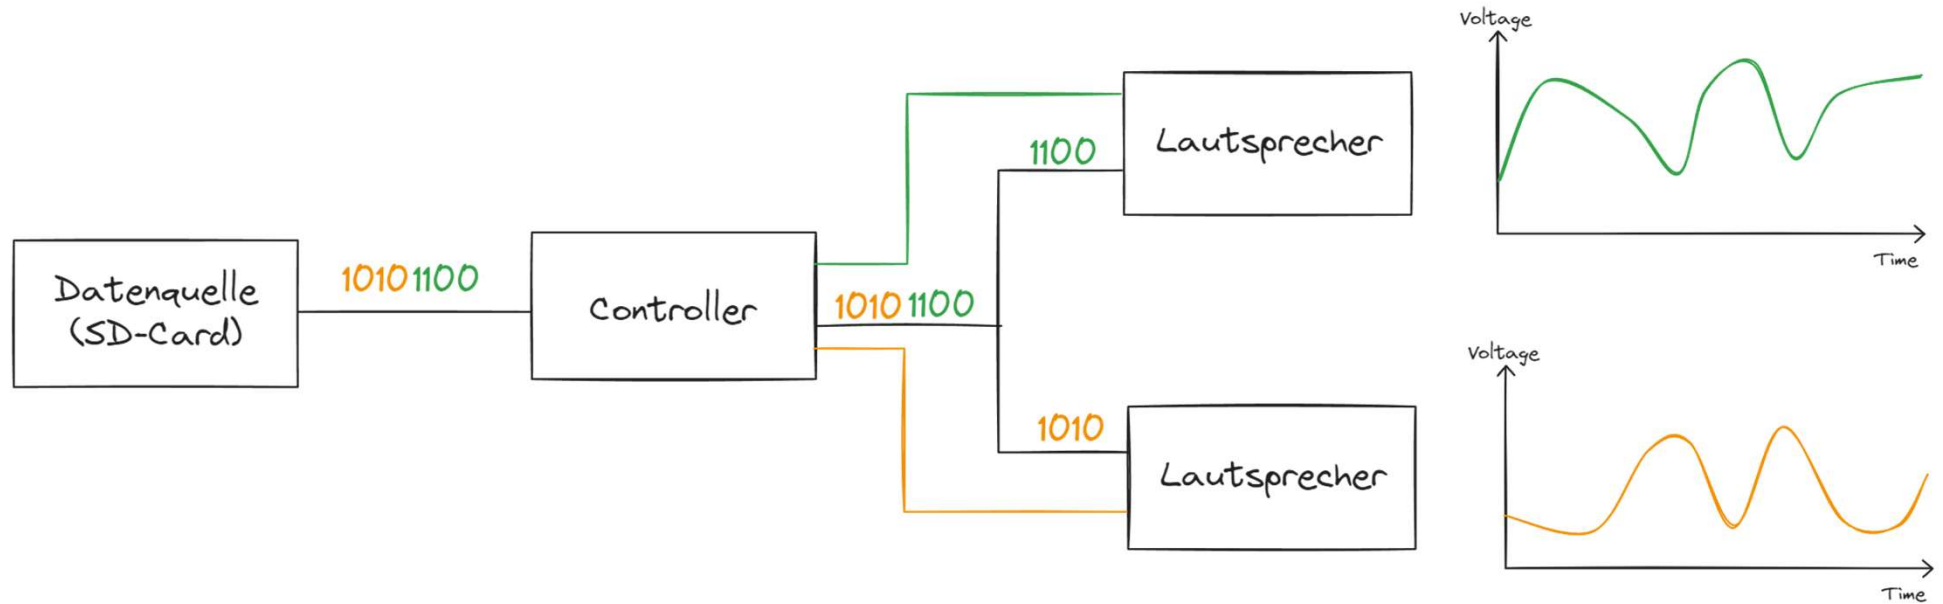 Voltage
1100
Lautsprecher
Time
Datenquelle
(SD-Card)
1010 1100
Controller
1010 1100
Voltage
1010
Lautsprecher
Time